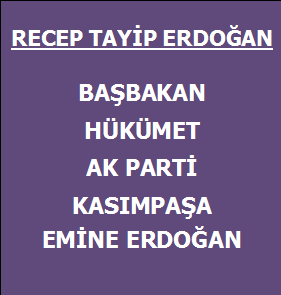 RECEP TAYİP ERDOĞAN
BAŞBAKAN
HÜKÜMET
AK PARTİ
KASIMPAŞA
EMİNE ERDOĞAN